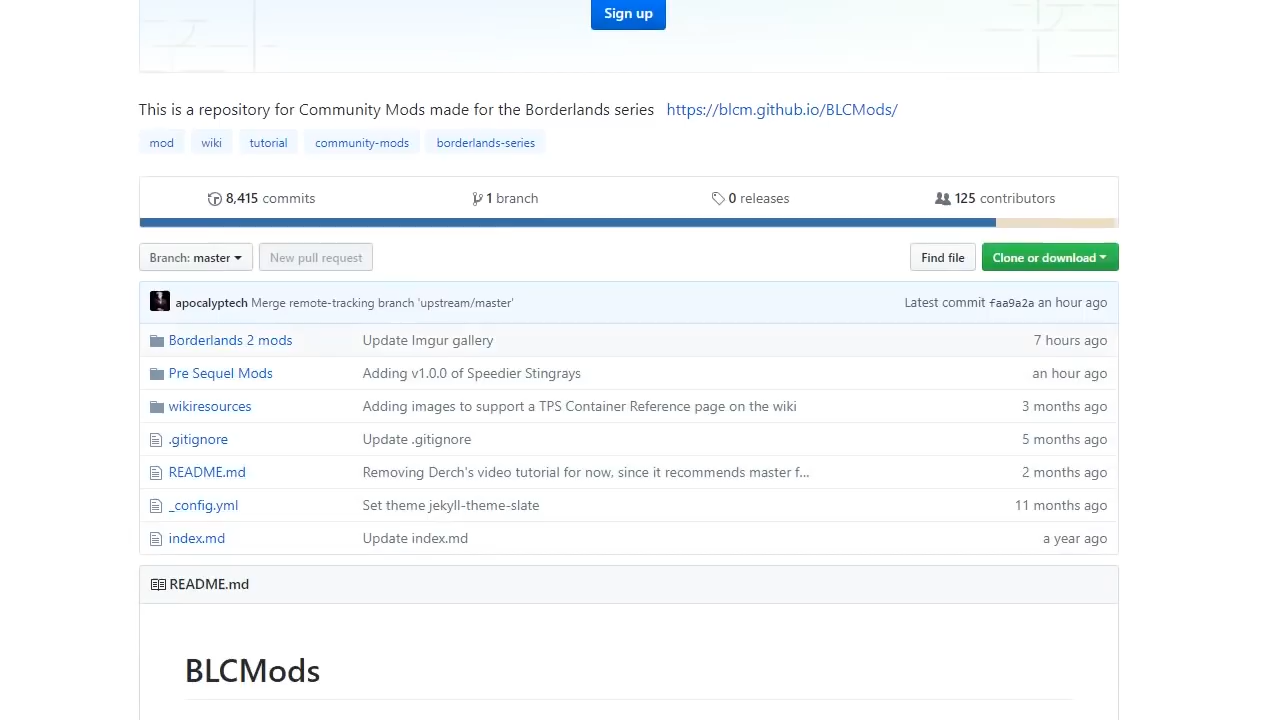 Sign up
This is a repository for Community Mods made for the Borderlands series https://blcm.github.io/BLCMods/
mod wiki tutorial community-mods borderlands-series
8,415 commits 1 branch 0 releases 125 contributors
Branch: master New pull request Find file Clone or download
apocalyptech Merge remote-tracking branch 'upstream/master' Latest commit faa9a2a an hour ago
Borderlands 2 mods Update Imgur gallery 7 hours ago
Pre Sequel Mods Adding v1.0.0 of Speedier Stingrays an hour ago
wikiresources Adding images to support a TPS Container Reference page on the wiki 3 months ago
.gitignore Update .gitignore 5 months ago
README.md Removing Derch's video tutorial for now, since it recommends master f... 2 months ago
_config.yml Set theme jekyll-theme-slate 11 months ago
index.md Update index.md a year ago
README.md
BLCMods